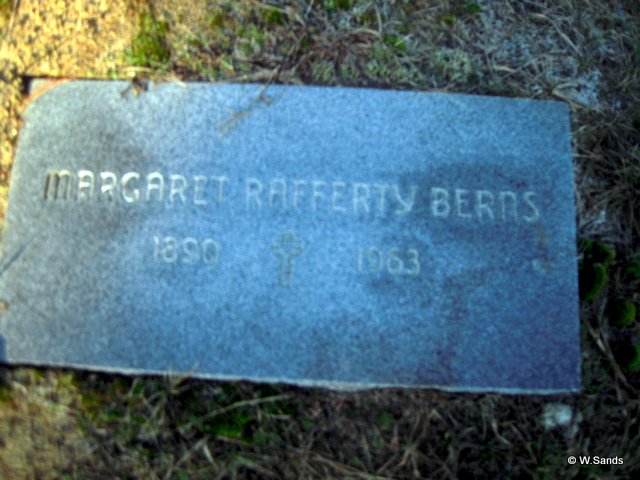 MARGARET RAFFERTY BERNS
1890 1963
© W.Sands